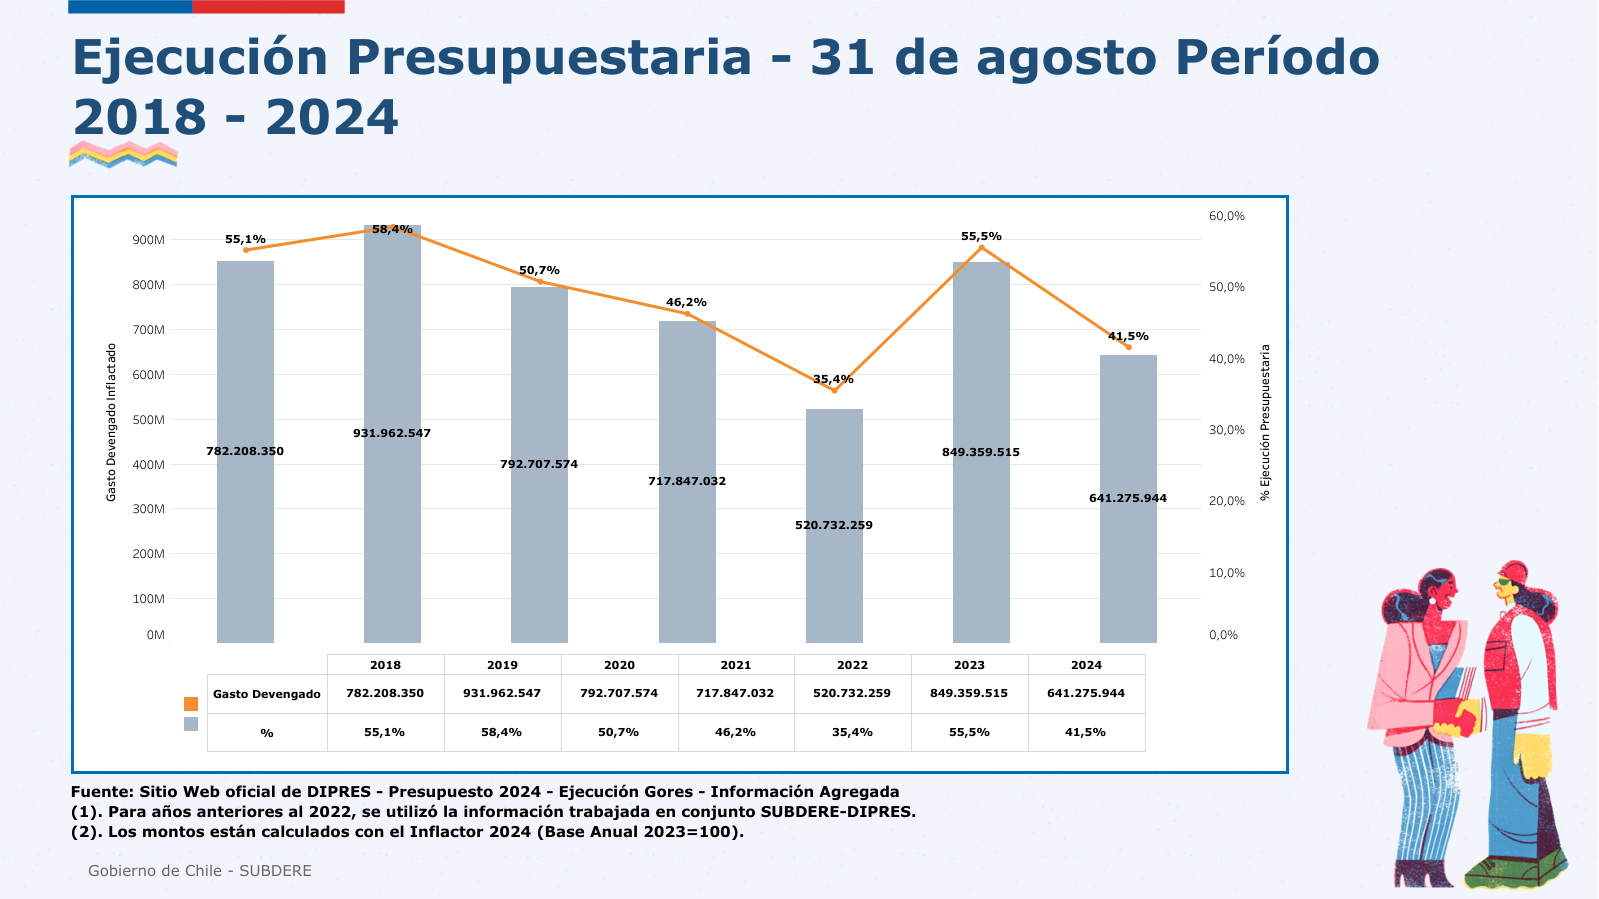 Ejecución Presupuestaria - 31 de agosto Período
2018 - 2024
60,0%
900M
800M
700M
600M
500M
400M
300M
200M
100M
0M
50,0%
40,0%
30,0%
20,0%
10,0%
0,0%
Gasto Devengado Inflactado
% Ejecución Presupuestaria
55,1%
58,4%
50,7%
46,2%
35,4%
55,5%
41,5%
782.208.350
931.962.547
792.707.574
717.847.032
520.732.259
849.359.515
641.275.944
2018 2019 2020 2021 2022 2023 2024
Gasto Devengado 782.208.350 931.962.547 792.707.574 717.847.032 520.732.259 849.359.515 641.275.944
% 55,1% 58,4% 50,7% 46,2% 35,4% 55,5% 41,5%
Fuente: Sitio Web oficial de DIPRES - Presupuesto 2024 - Ejecución Gores - Información Agregada
(1). Para años anteriores al 2022, se utilizó la información trabajada en conjunto SUBDERE-DIPRES.
(2). Los montos están calculados con el Inflactor 2024 (Base Anual 2023=100).
Gobierno de Chile - SUBDERE